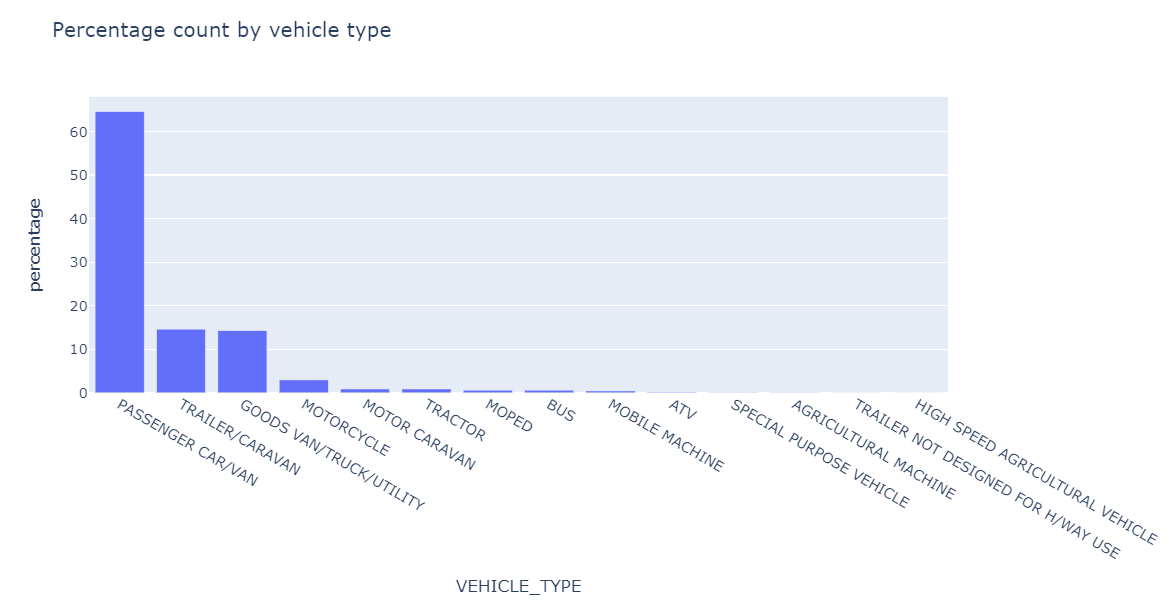 Percentage count by vehicle type
percentage
60
50
40
30
20
10
0
PASSENGER CAR/VAN
TRAILER/CARAVAN
GOODS VAN/TRUCK/UTILITY
MOTORCYCLE
MOTOR CARAVAN
TRACTOR
MOPED
BUS
MOBILE MACHINE
ATV
SPECIAL PURPOSE VEHICLE
AGRICULTURAL MACHINE
TRAILER NOT DESIGNED FOR H/WAY USE
HIGH SPEED AGRICULTURAL VEHICLE
VEHICLE_TYPE